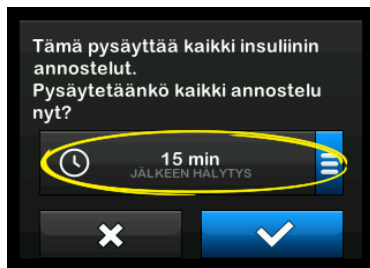 Tämä pysäyttää kaikki insuliinin
annostelut.
Pysäytetäänkö kaikki annostelu
nyt?
15 min
JÄLKEEN HÄLYTYS